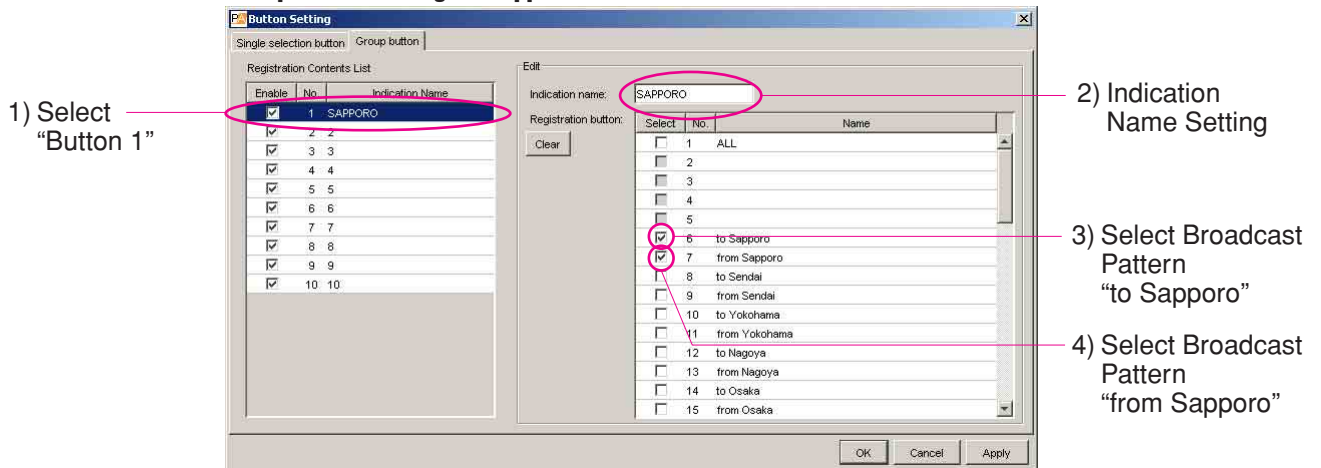 Button Setting
Single selection button Group button
Registration Contents List
Enable No. Indication Name
1 SAPPORO
2 2
3 3
4 4
5 5
6 6
7 7
8 8
9 9
10 10
Edit
Indication name: SAPPORO
Registration button:
Clear
Select No. Name
1 ALL
2
3
4
5
6 to Sapporo
7 from Sapporo
8 to Sendai
9 from Sendai
10 to Yokohama
11 from Yokohama
12 to Nagoya
13 from Nagoya
14 to Osaka
15 from Osaka
OK Cancel Apply
1) Select
“Button 1”
2) Indication
Name Setting
3) Select Broadcast
Pattern
“to Sapporo”
4) Select Broadcast
Pattern
“from Sapporo”